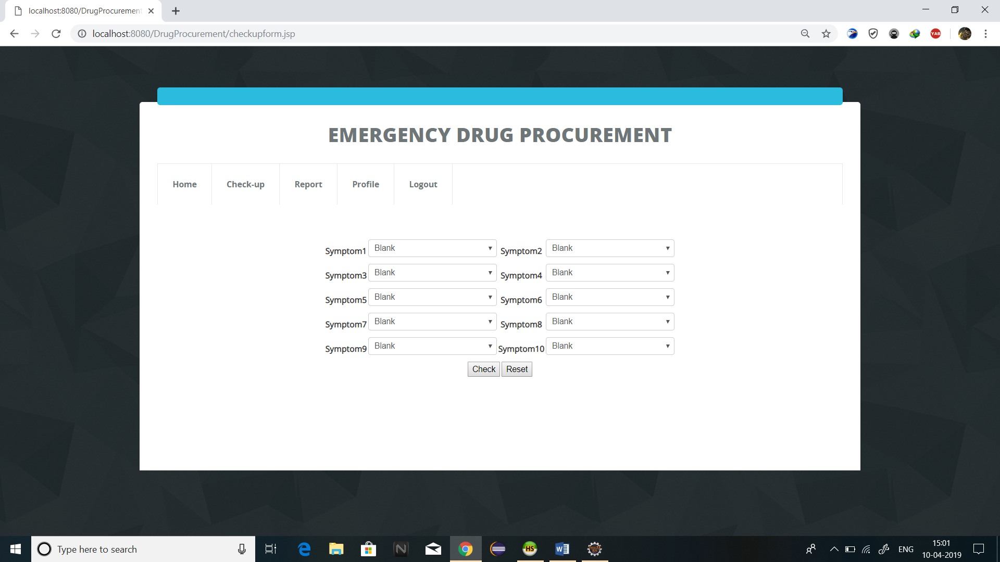 localhost:8080/DrugProcurement
localhost:8080/DrugProcurement/checkupform.jsp
YAB
EMERGENCY DRUG PROCUREMENT
Home Check-up Report Profile Logout
Symptom1 Blank Symptom2 Blank
Symptom3 Blank Symptom4 Blank
Symptom5 Blank Symptom6 Blank
Symptom7 Blank Symptom8 Blank
Symptom9 Blank Symptom10 Blank
Check Reset
Type here to search
N
HS
W
ENG
15:01
10-04-2019